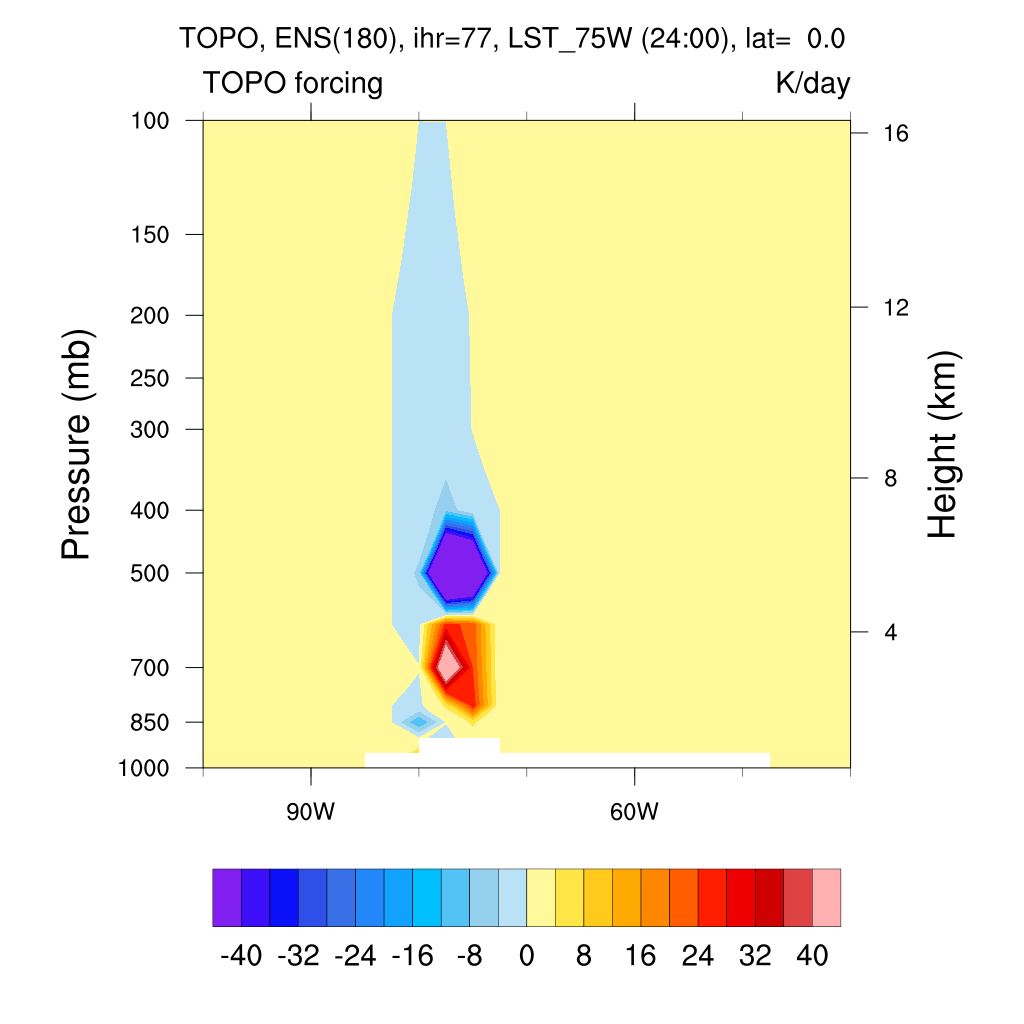 TOPO, ENS(180), ihr=77, LST_75W (24:00), lat=  0.0
TOPO forcing
K/day
100
150
200
250
300
400
500
700
850
1000
Pressure (mb)
16
12
8
4
Height (km)
90W
60W
-40 -32 -24 -16 -8 0 8 16 24 32 40